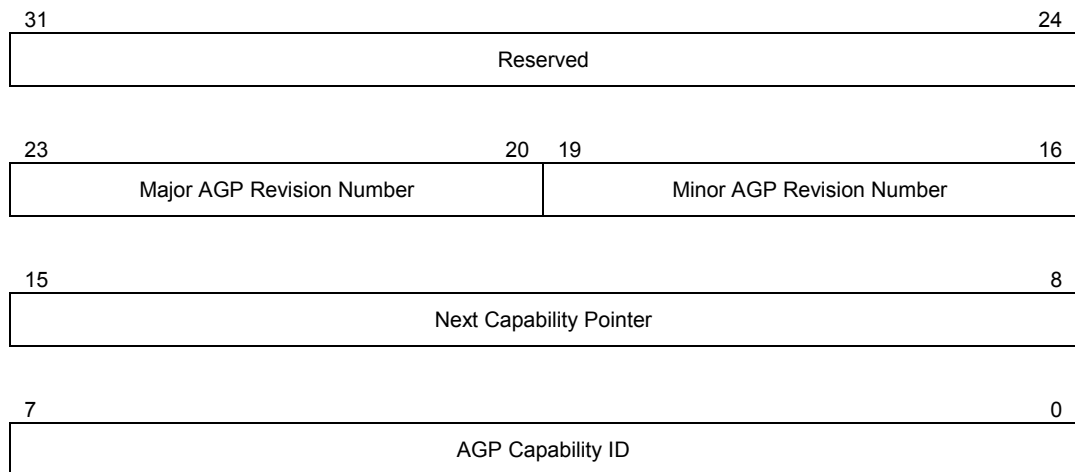 31 24
Reserved
23 20 19 16
Major AGP Revision Number Minor AGP Revision Number
15 8
Next Capability Pointer
7 0
AGP Capability ID